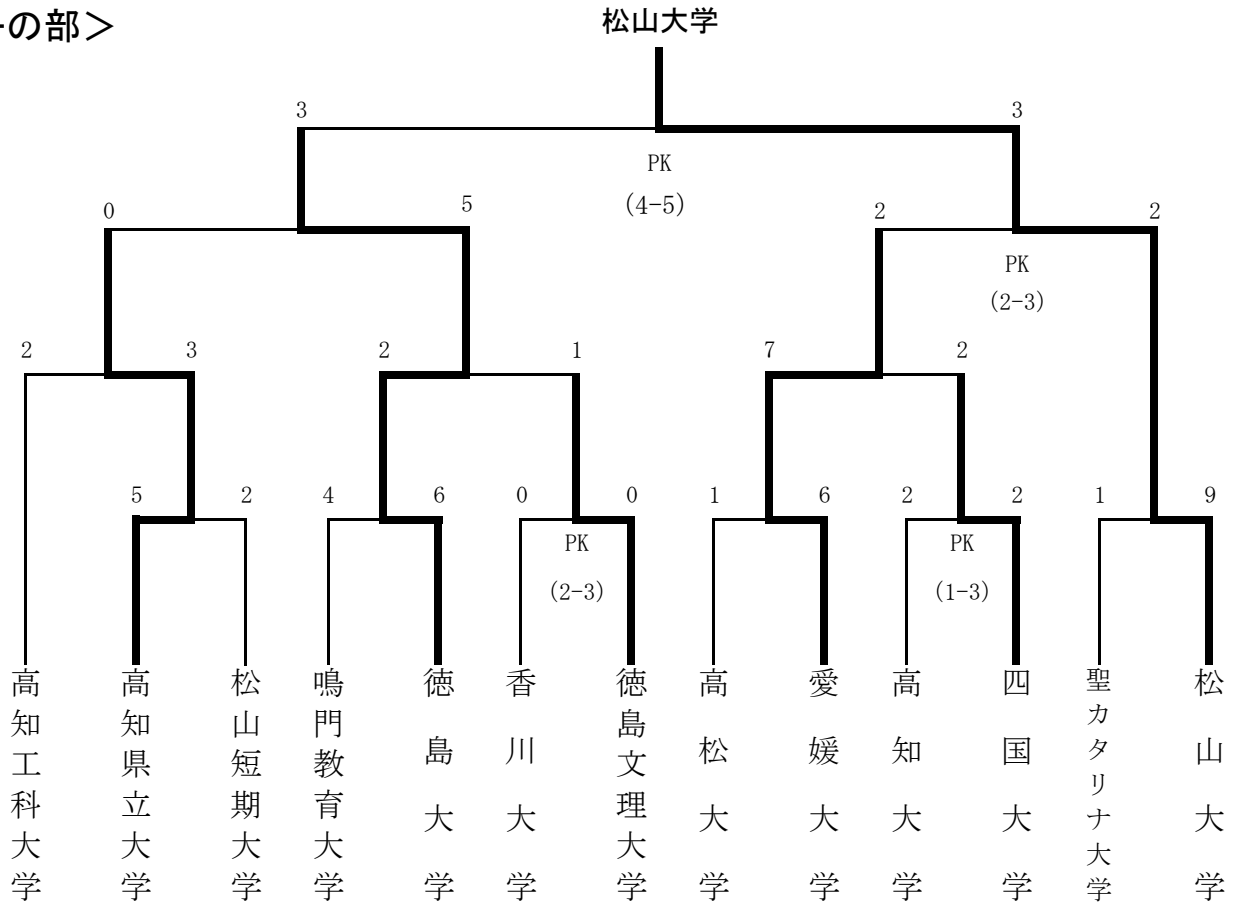 の部＞
松山大学
3
3
PK
(4-5)
0
5
2
2
PK
(2-3)
2
3
2
1
7
2
5
2
4
6
0
0
1
6
2
2
1
9
PK
(2-3)
PK
(1-3)
高知工科大学
高知県立大学
松山短期大学
鳴門教育大学
徳島大学
香川大学
徳島文理大学
高松大学
愛媛大学
高知大学
四国大学
聖カタリナ大学
松山大学